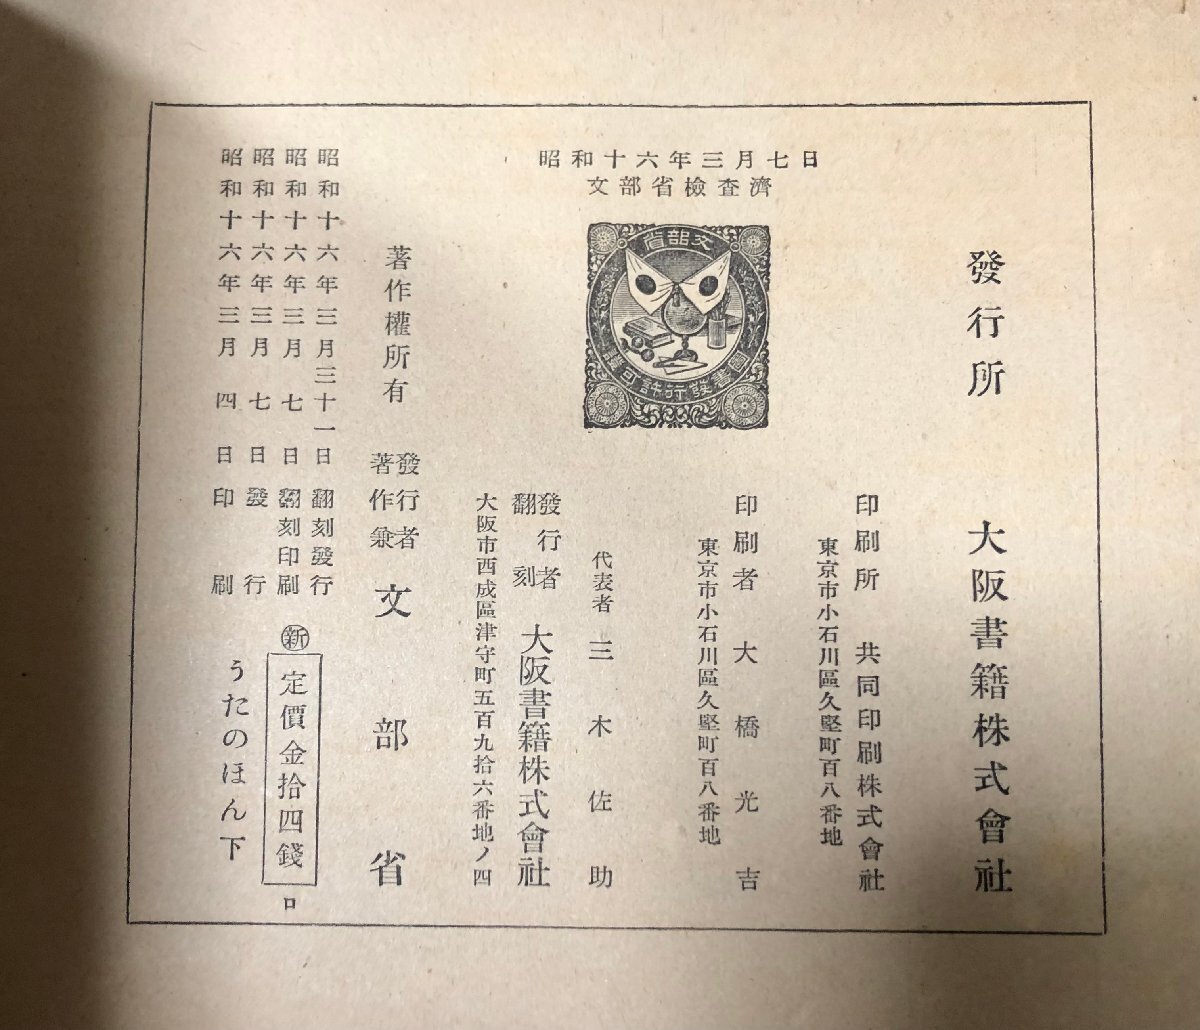 昭和十六年三月四日印刷
昭和十六年三月七日發行
昭和十六年三月七日翻刻印刷
昭和十六年三月三十一日翻刻發行
うたのほん下
㊟新
定價金拾四錢
ロ
著作權所有
著作兼
發行者
文部省
大阪市西成區津守町五百九拾六番地ノ四
翻刻
發行者
大阪書籍株式會社
代表者 三木佐助
昭和十六年三月七日
文部省檢査濟
文部省
圖書發行許可證
東京市小石川區久堅町百八番地
印刷者 大橋光吉
東京市小石川區久堅町百八番地
印刷所 共同印刷株式會社
發行所 大阪書籍株式會社